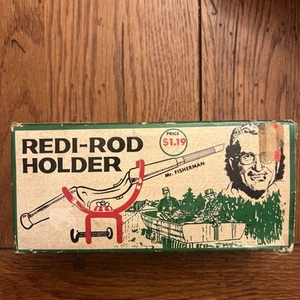 REDI-ROD
HOLDER
PRICE
$1.19
Mr. FISHERMAN